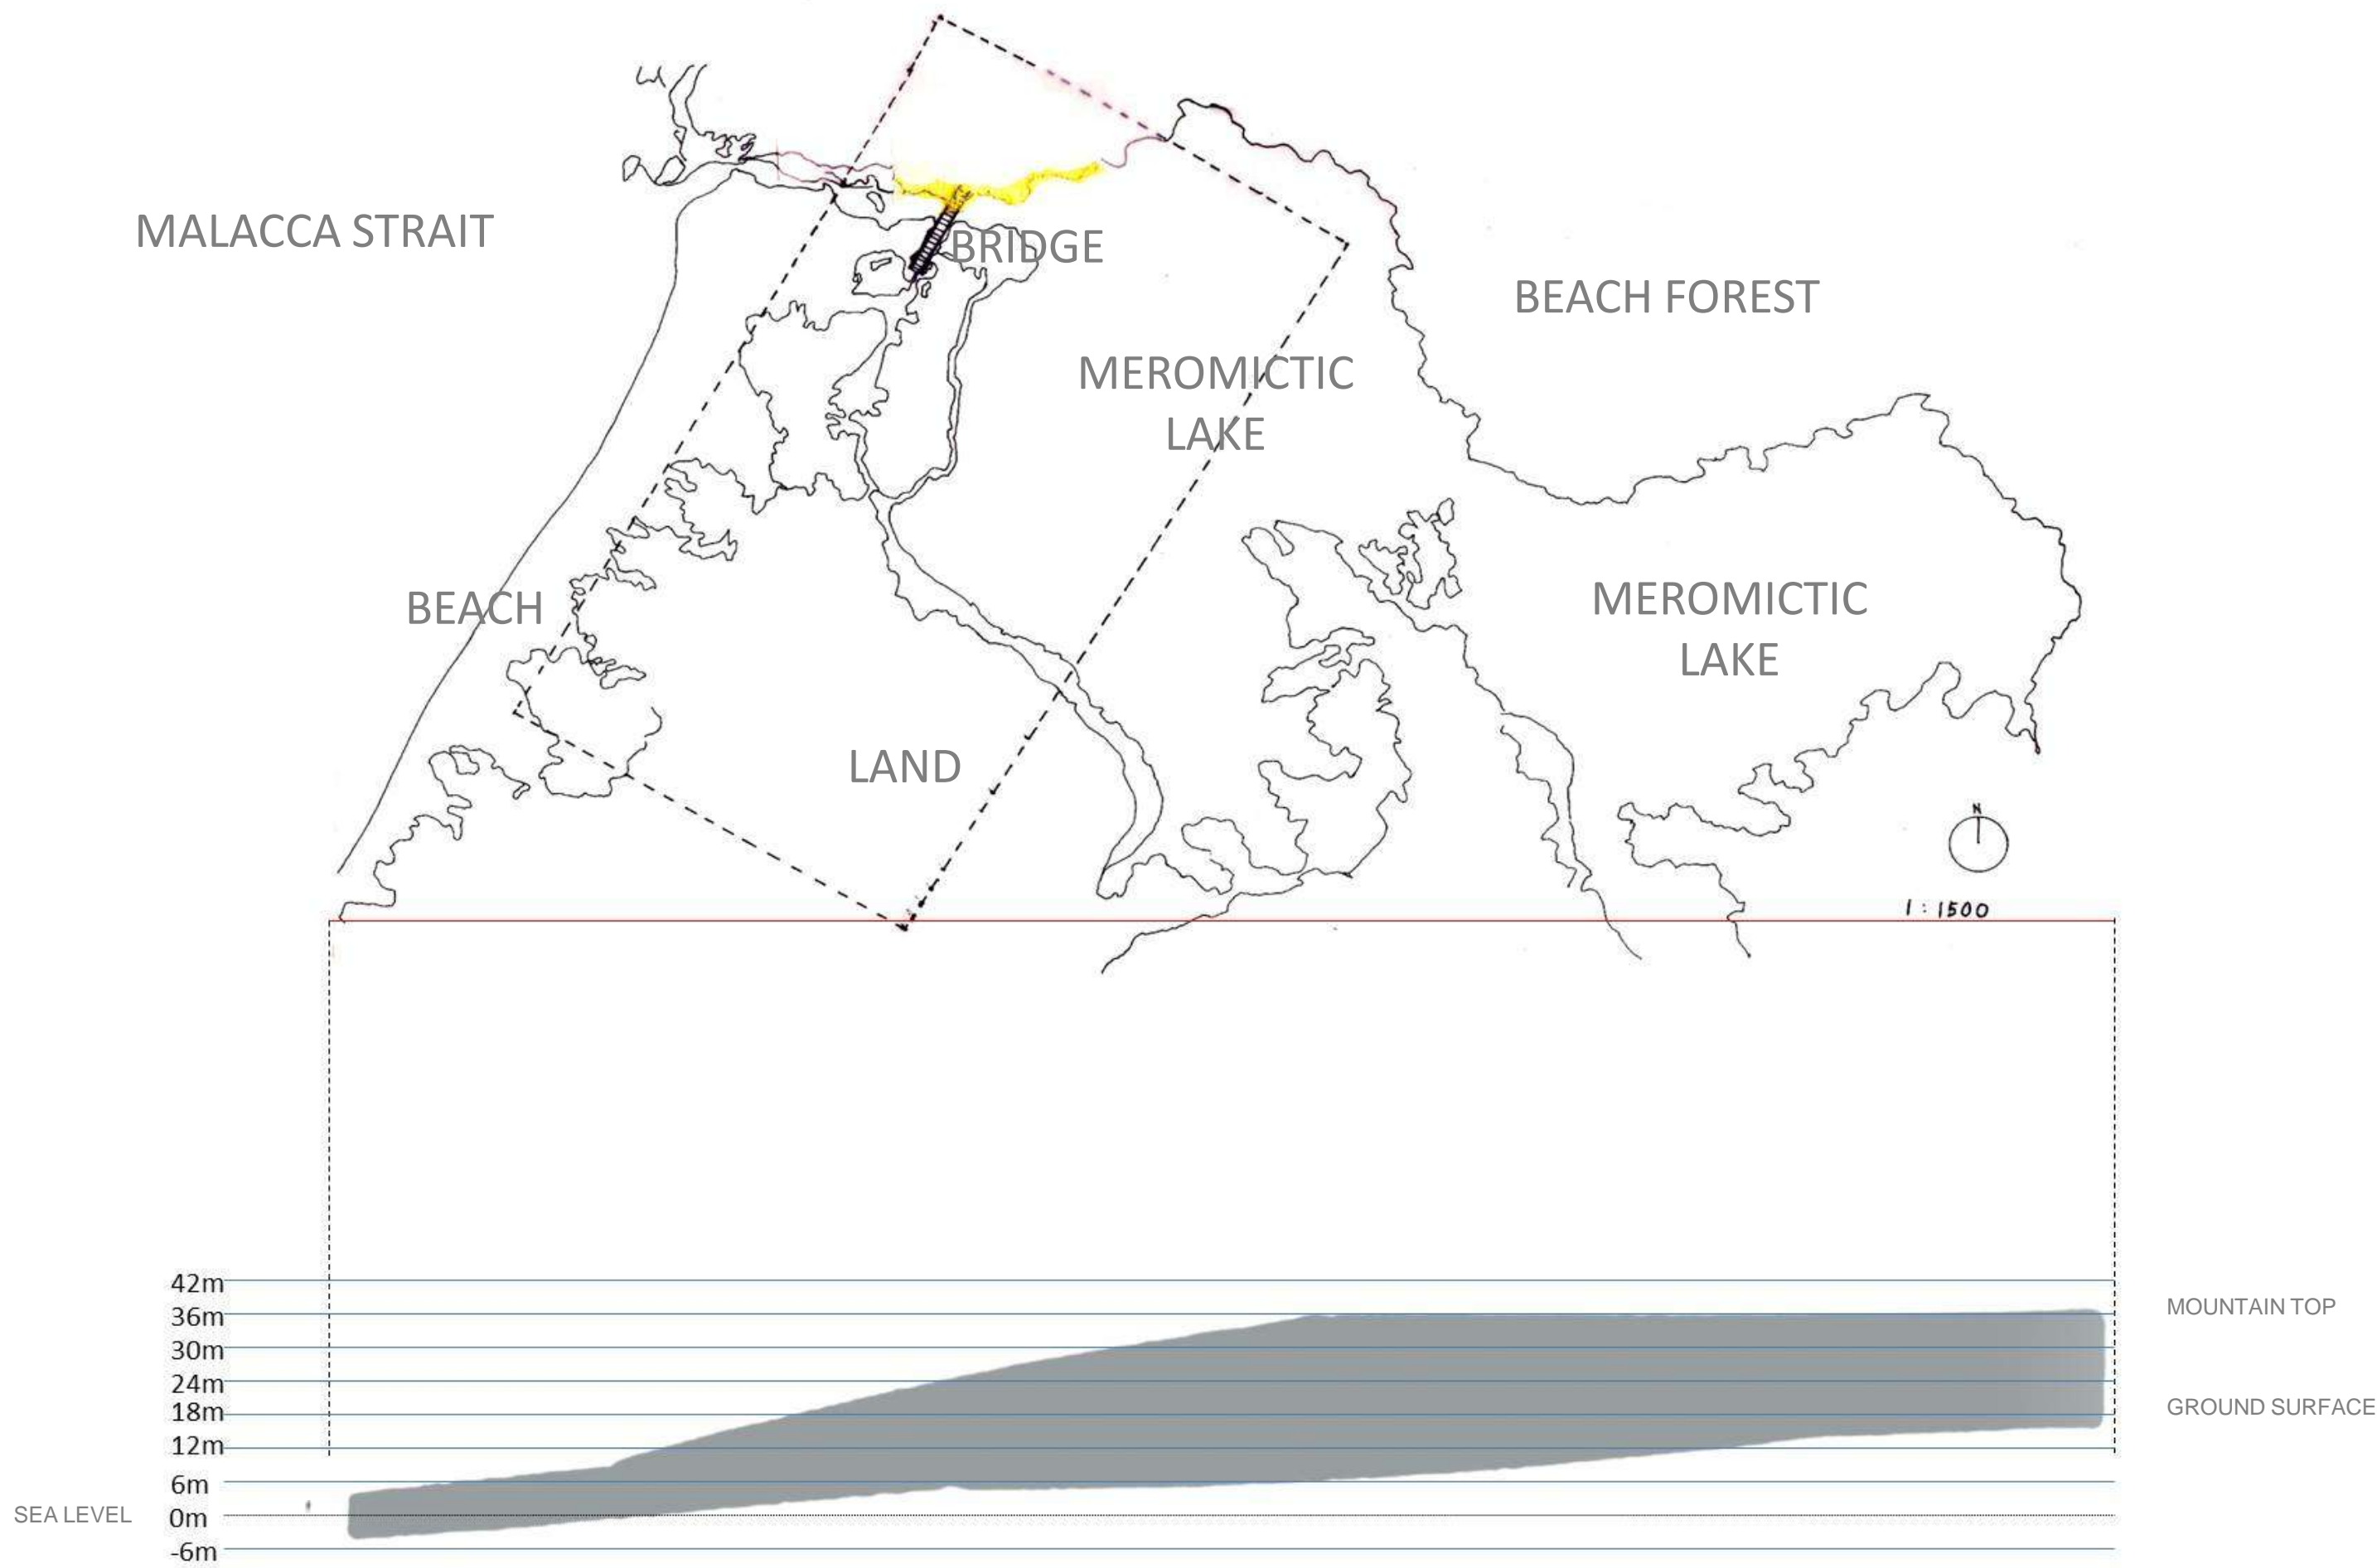 MALACCA STRAIT
BRIDGE
BEACH FOREST
MEROMICTIC
LAKE
BEACH
MEROMICTIC
LAKE
LAND
N
1 : 1500
42m
36m
MOUNTAIN TOP
30m
24m
18m
GROUND SURFACE
12m
6m
SEA LEVEL
0m
-6m